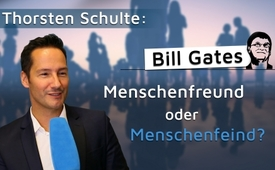 Thorsten Schulte:
Bill Gates
Menschenfreund
oder
Menschenfeind?